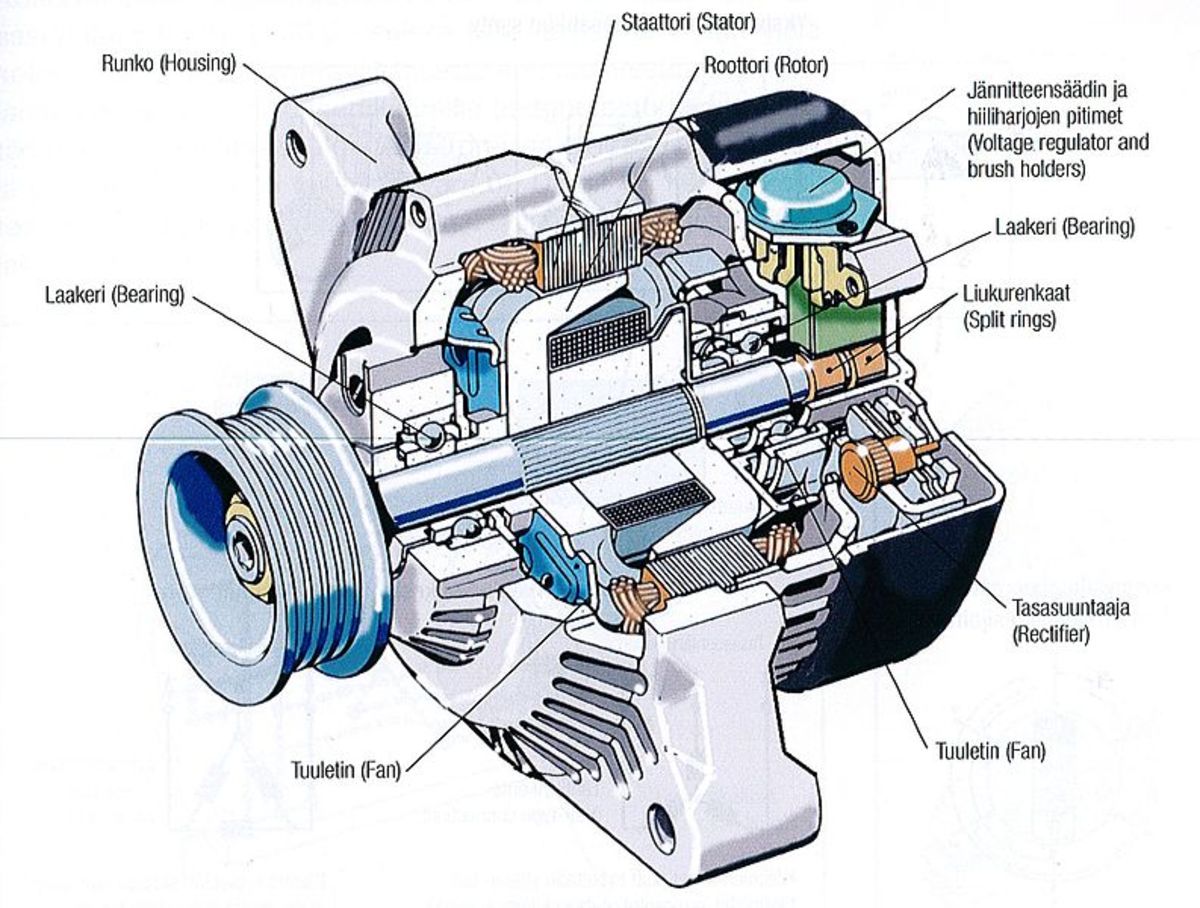 Staattori (Stator)
Runko (Housing)
Roottori (Rotor)
Jännitteensäädin ja
hiiliharjojen pitimet
(Voltage regulator and
brush holders)
Laakeri (Bearing)
Laakeri (Bearing)
Liukurenkaat
(Split rings)
Tasasuuntaaja
(Rectifier)
Tuuletin (Fan)
Tuuletin (Fan)